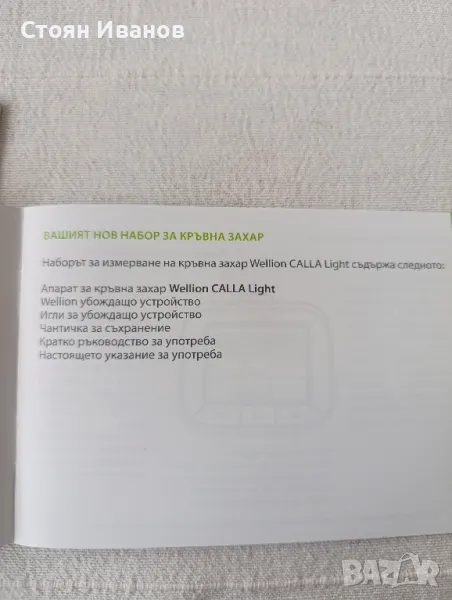 Стоян Иванов
ВАШИЯТ НОВ НАБОР ЗА КРЪВНА ЗАХАР
Наборът за измерване на кръвна захар Wellion CALLA Light съдържа следното:
Апарат за кръвна захар Wellion CALLA Light
Wellion убождащо устройство
Игли за убождащо устройство
Чантичка за съхранение
Кратко ръководство за употреба
Настоящето указание за употреба
BAZAR